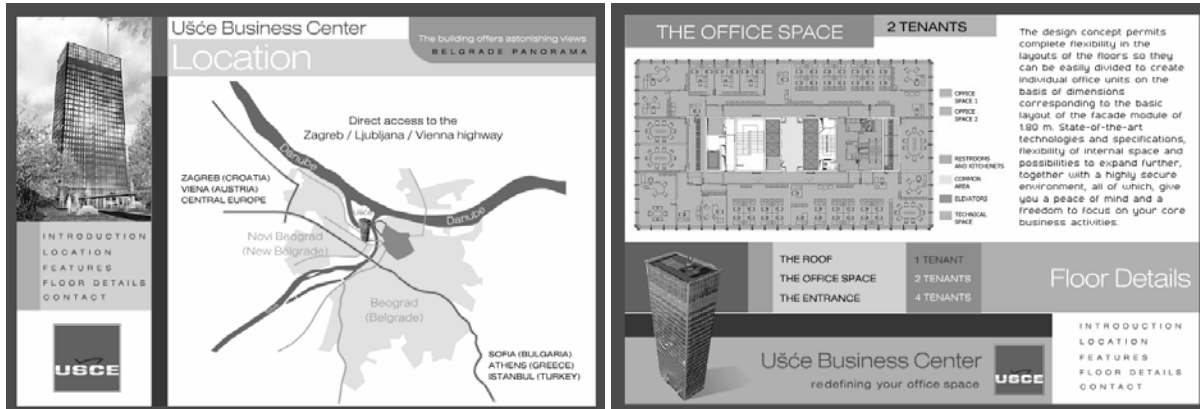 Ušće Business Center
Location
The building offers astonishing views
BELGRADE PANORAMA
Direct access to the
Zagreb / Ljubljana / Vienna highway
Danube
ZAGREB (CROATIA)
VIENA (AUSTRIA)
CENTRAL EUROPE
Ušće
Danube
Novi Beograd
(New Belgrade)
Beograd
(Belgrade)
SOFIA (BULGARIA)
ATHENS (GREECE)
ISTANBUL (TURKEY)
INTRODUCTION
LOCATION
FEATURES
FLOOR DETAILS
CONTACT
USCE
THE OFFICE SPACE
2 TENANTS
OFFICE
SPACE 1
OFFICE
SPACE 2
RESTROOMS
AND KITCHENETS
COMMON
AREA
ELEVATORS
TECHNICAL
SPACE
The design concept permits
complete flexibility in the
layouts of the floors so they
can be easily divided to create
individual office units on the
basis of dimensions
corresponding to the basic
layout of the facade module of
1.80 m. State-of-the-art
technologies and specifications,
flexibility of internal space and
possibilities to expand further,
together with a highly secure
environment, all of which, give
you a peace of mind and a
freedom to focus on your core
business activities.
THE ROOF 1 TENANT
THE OFFICE SPACE 2 TENANTS
THE ENTRANCE 4 TENANTS
Floor Details
Ušće Business Center
redefining your office space
USCE
INTRODUCTION
LOCATION
FEATURES
FLOOR DETAILS
CONTACT